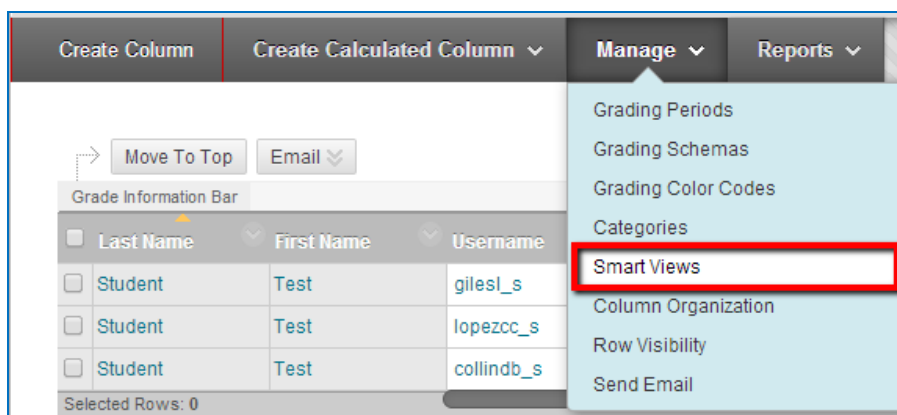 Create Column Create Calculated Column Manage Reports
Grading Periods
Grading Schemas
Grading Color Codes
Categories
Smart Views
Column Organization
Row Visibility
Send Email
Move To Top Email
Grade Information Bar
Last Name First Name Username
Student Test gilesl_s
Student Test lopezcc_s
Student Test collindb_s
Selected Rows: 0